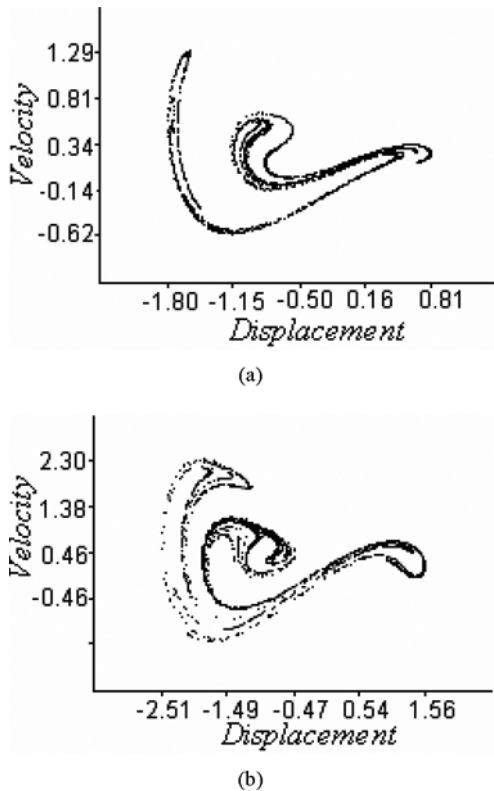 1.29
0.81
0.34
-0.14
-0.62
Velocity
-1.80 -1.15 -0.50 0.16 0.81
Displacement
(a)
2.30
1.38
0.46
-0.46
Velocity
-2.51 -1.49 -0.47 0.54 1.56
Displacement
(b)